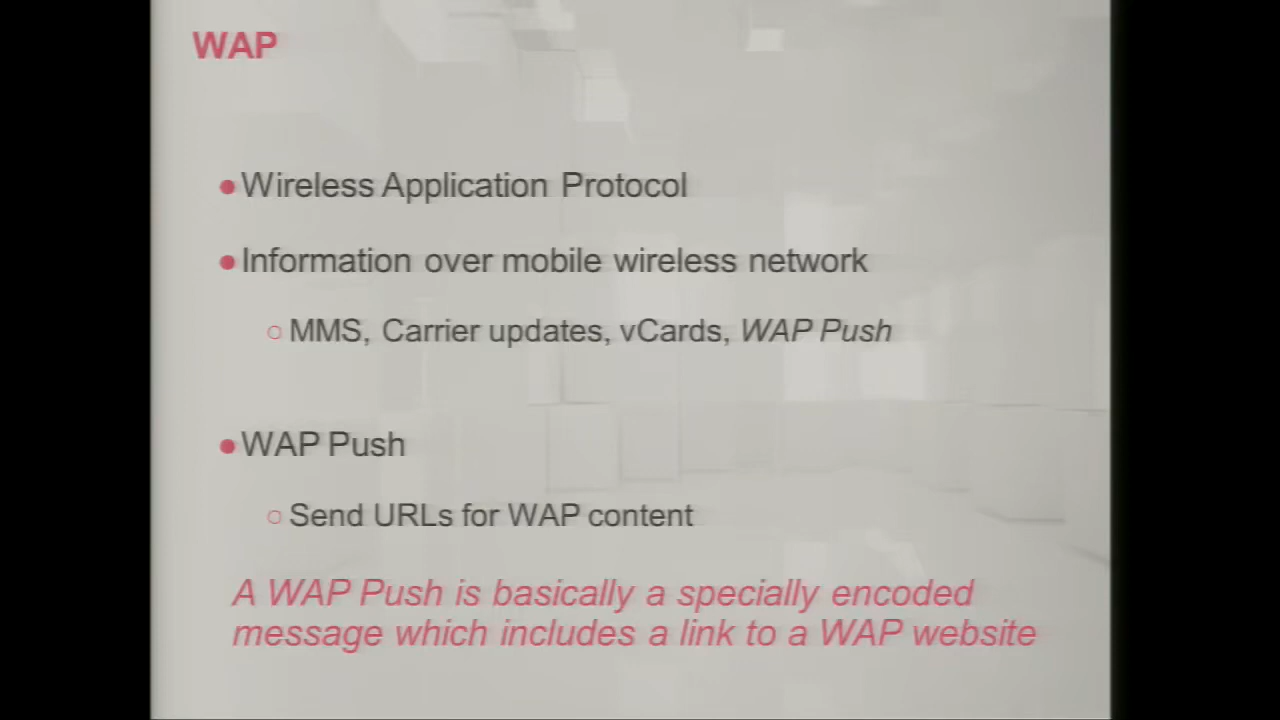 WAP
●Wireless Application Protocol
●Information over mobile wireless network
○ MMS, Carrier updates, vCards, WAP Push
●WAP Push
○ Send URLs for WAP content
A WAP Push is basically a specially encoded
message which includes a link to a WAP website